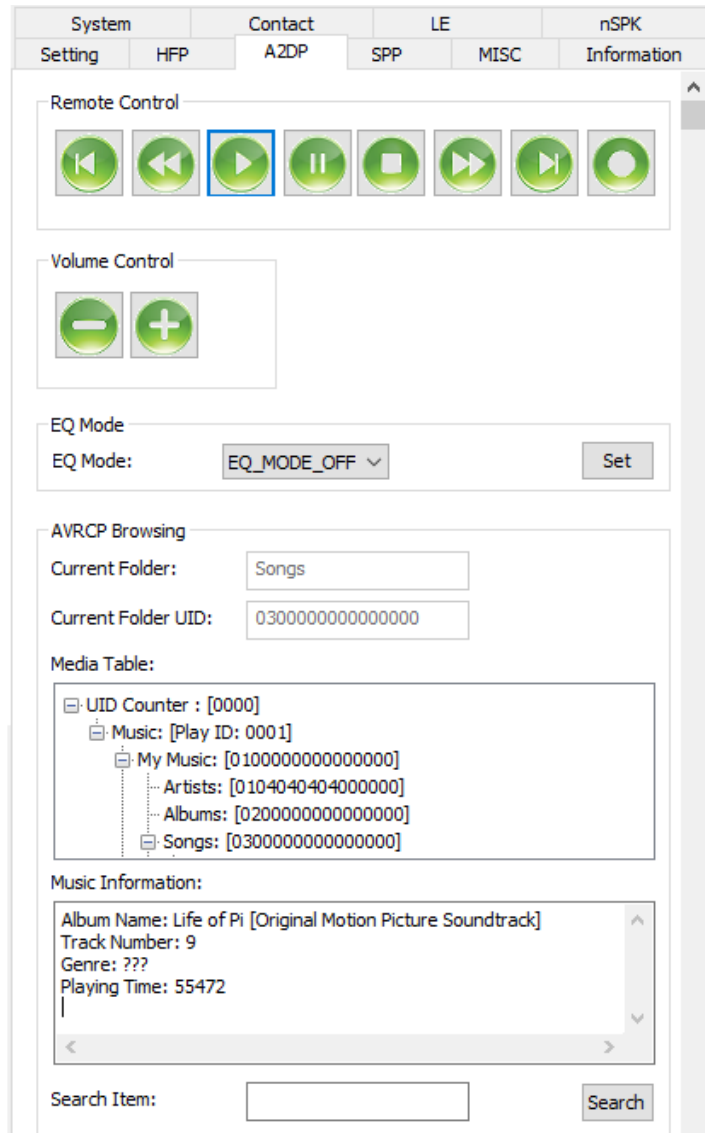 System Contact LE nSPK
Setting HFP A2DP SPP MISC Information
Remote Control
Volume Control
EQ Mode
EQ Mode: EQ_MODE_OFF Set
AVRCP Browsing
Current Folder: Songs
Current Folder UID: 0300000000000000
Media Table:
UID Counter : [0000]
Music: [Play ID: 0001]
My Music: [0100000000000000]
Artists: [0104040404000000]
Albums: [0200000000000000]
Songs: [0300000000000000]
Music Information:
Album Name: Life of Pi [Original Motion Picture Soundtrack]
Track Number: 9
Genre: ???
Playing Time: 55472
Search Item: Search